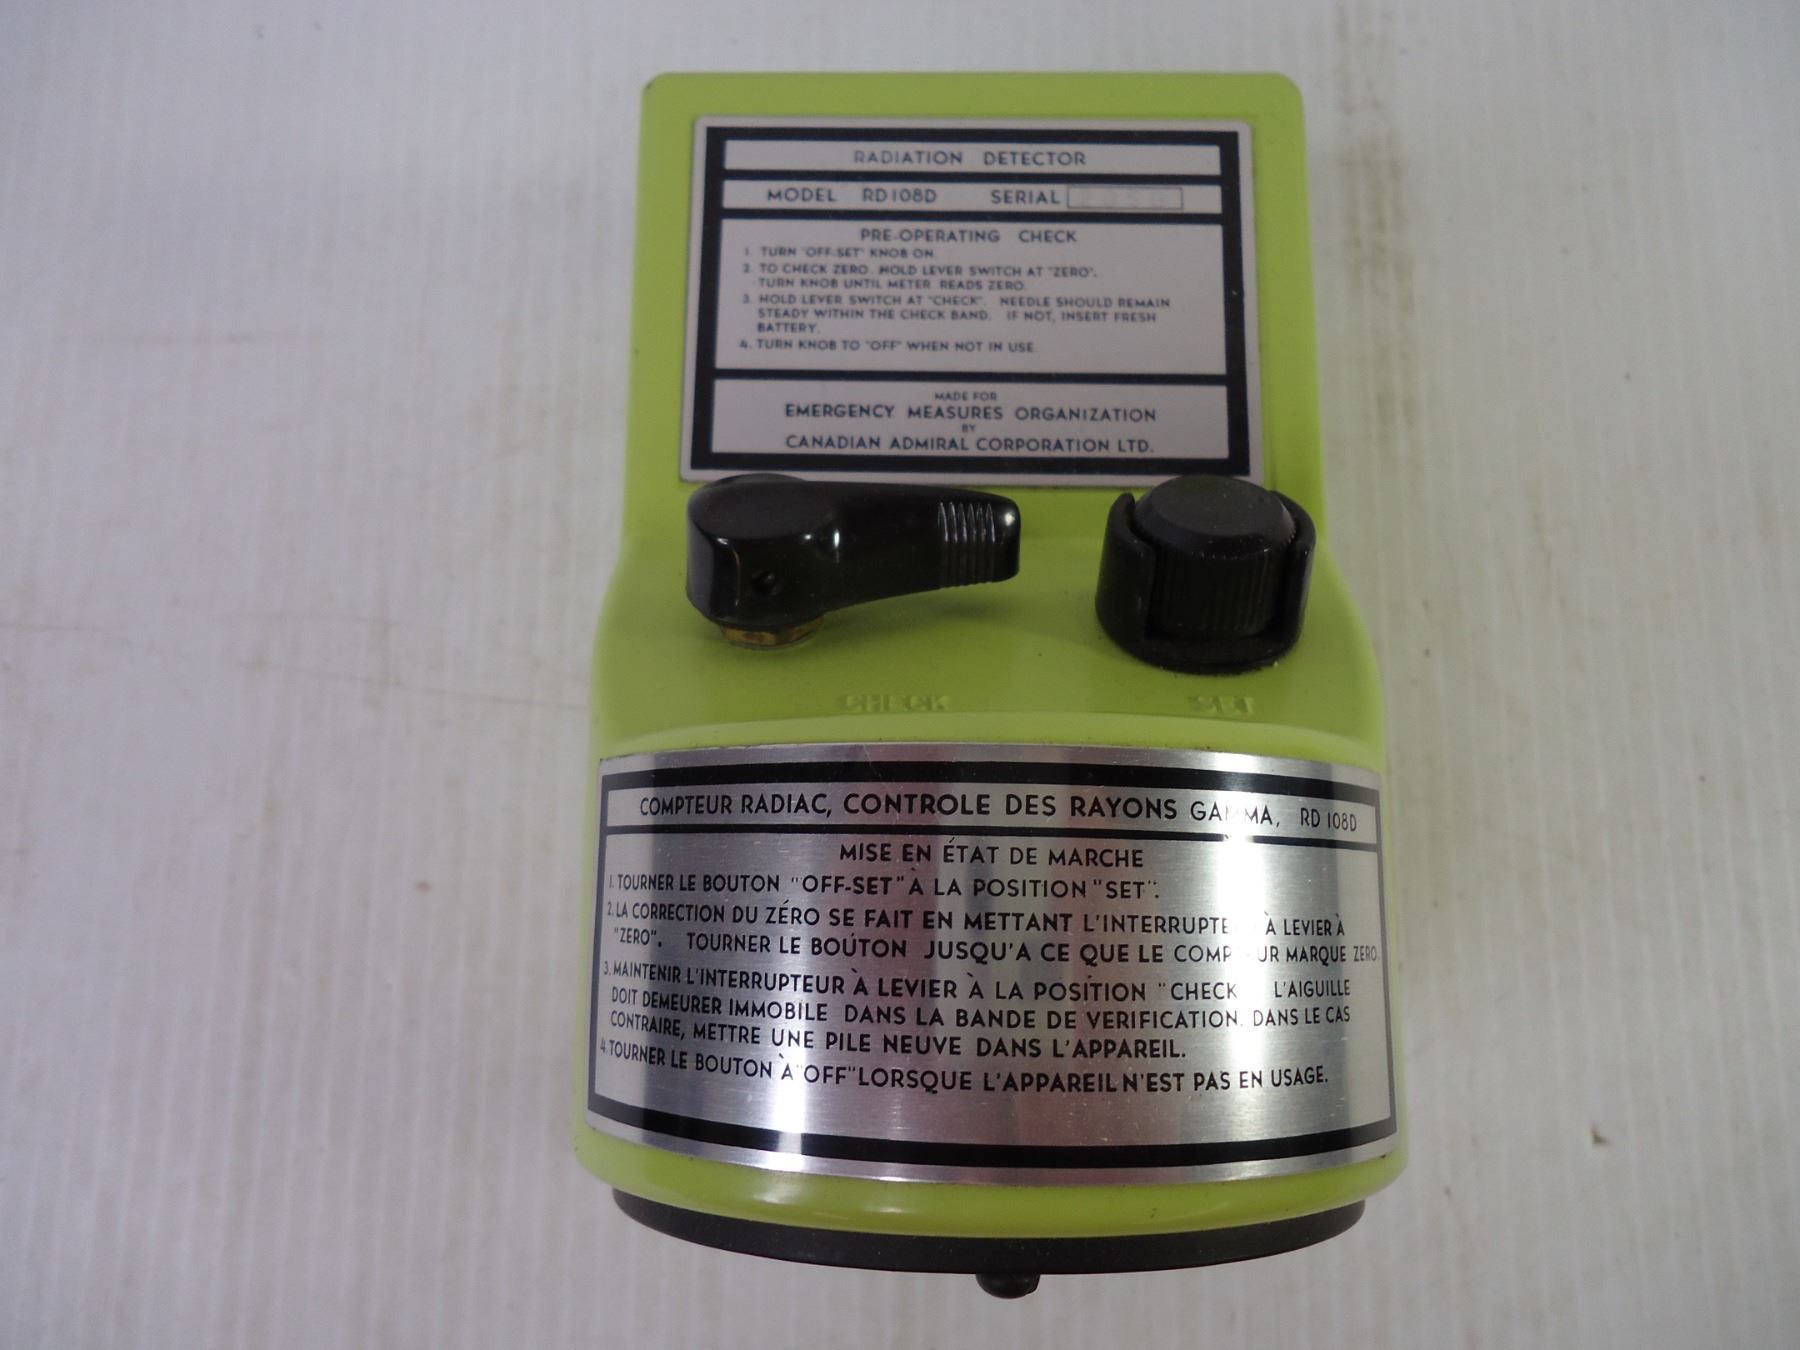 RADIATION DETECTOR
MODEL RD108D SERIAL
PRE-OPERATING CHECK
1. TURN "OFF-SET" KNOB ON.
2. TO CHECK ZERO. HOLD LEVER SWITCH AT "ZERO".
TURN KNOB UNTIL METER READS ZERO.
3. HOLD LEVER SWITCH AT "CHECK". NEEDLE SHOULD REMAIN
STEADY WITHIN THE CHECK BAND. IF NOT, INSERT FRESH
BATTERY.
4. TURN KNOB TO "OFF" WHEN NOT IN USE.
MADE FOR
EMERGENCY MEASURES ORGANIZATION
BY
CANADIAN ADMIRAL CORPORATION LTD.
CHECK SET
COMPTEUR RADIAC, CONTROLE DES RAYONS GAMMA, RD 108D
MISE EN ÉTAT DE MARCHE
1. TOURNER LE BOUTON "OFF-SET" À LA POSITION "SET".
2. LA CORRECTION DU ZÉRO SE FAIT EN METTANT L'INTERRUPTEUR À LEVIER À
"ZERO". TOURNER LE BOUTON JUSQU'A CE QUE LE COMPTEUR MARQUE ZERO.
3. MAINTENIR L'INTERRUPTEUR À LEVIER À LA POSITION "CHECK L'AIGUILLE
DOIT DEMEURER IMMOBILE DANS LA BANDE DE VERIFICATION. DANS LE CAS
CONTRAIRE, METTRE UNE PILE NEUVE DANS L'APPAREIL.
4. TOURNER LE BOUTON À "OFF" LORSQUE L'APPAREIL N'EST PAS EN USAGE.